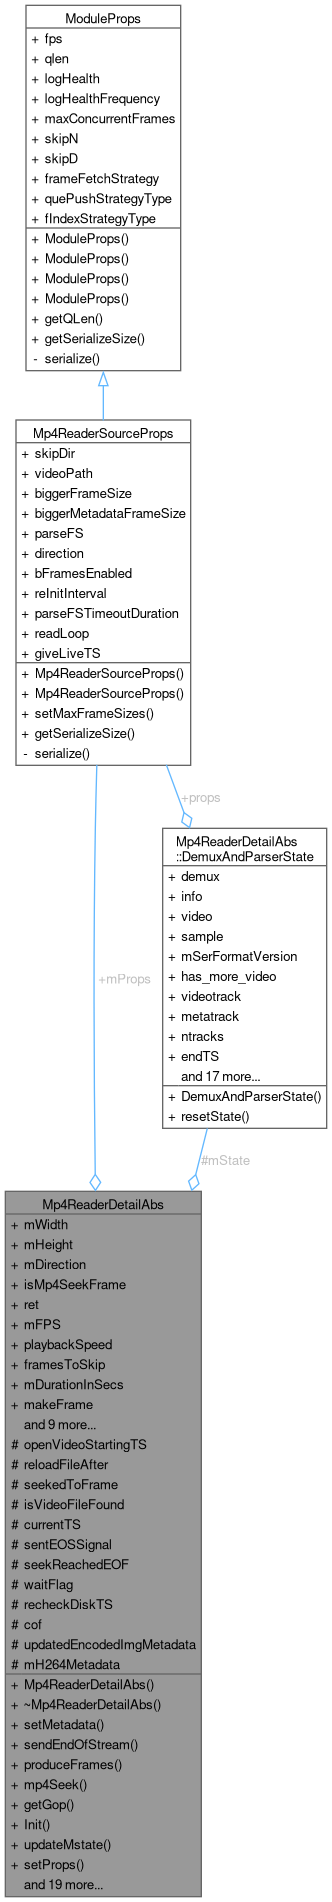 ModuleProps
+ fps
+ qlen
+ logHealth
+ logHealthFrequency
+ maxConcurrentFrames
+ skipN
+ skipD
+ frameFetchStrategy
+ quePushStrategyType
+ fIndexStrategyType
+ ModuleProps()
+ ModuleProps()
+ ModuleProps()
+ ModuleProps()
+ getQLen()
+ getSerializeSize()
- serialize()
Mp4ReaderSourceProps
+ skipDir
+ videoPath
+ biggerFrameSize
+ biggerMetadataFrameSize
+ parseFS
+ direction
+ bFramesEnabled
+ reInitInterval
+ parseFSTimeoutDuration
+ readLoop
+ giveLiveTS
+ Mp4ReaderSourceProps()
+ Mp4ReaderSourceProps()
+ setMaxFrameSizes()
+ getSerializeSize()
- serialize()
+props
Mp4ReaderDetailAbs
::DemuxAndParserState
+ demux
+ info
+ video
+ sample
+ mSerFormatVersion
+ has_more_video
+ videotrack
+ metatrack
+ ntracks
+ endTS
and 17 more...
+ DemuxAndParserState()
+ resetState()
+mProps
#mState
Mp4ReaderDetailAbs
+ mWidth
+ mHeight
+ mDirection
+ isMp4SeekFrame
+ ret
+ mFPS
+ playbackSpeed
+ framesToSkip
+ mDurationInSecs
+ makeFrame
and 9 more...
# openVideoStartingTS
# reloadFileAfter
# seekedToFrame
# isVideoFileFound
# currentTS
# sentEOSSignal
# seekReachedEOF
# waitFlag
# recheckDiskTS
# cof
# updatedEncodedImgMetadata
# mH264Metadata
+ Mp4ReaderDetailAbs()
+ ~Mp4ReaderDetailAbs()
+ setMetadata()
+ sendEndOfStream()
+ produceFrames()
+ mp4Seek()
+ getGop()
+ Init()
+ updateMstate()
+ setProps()
and 19 more...